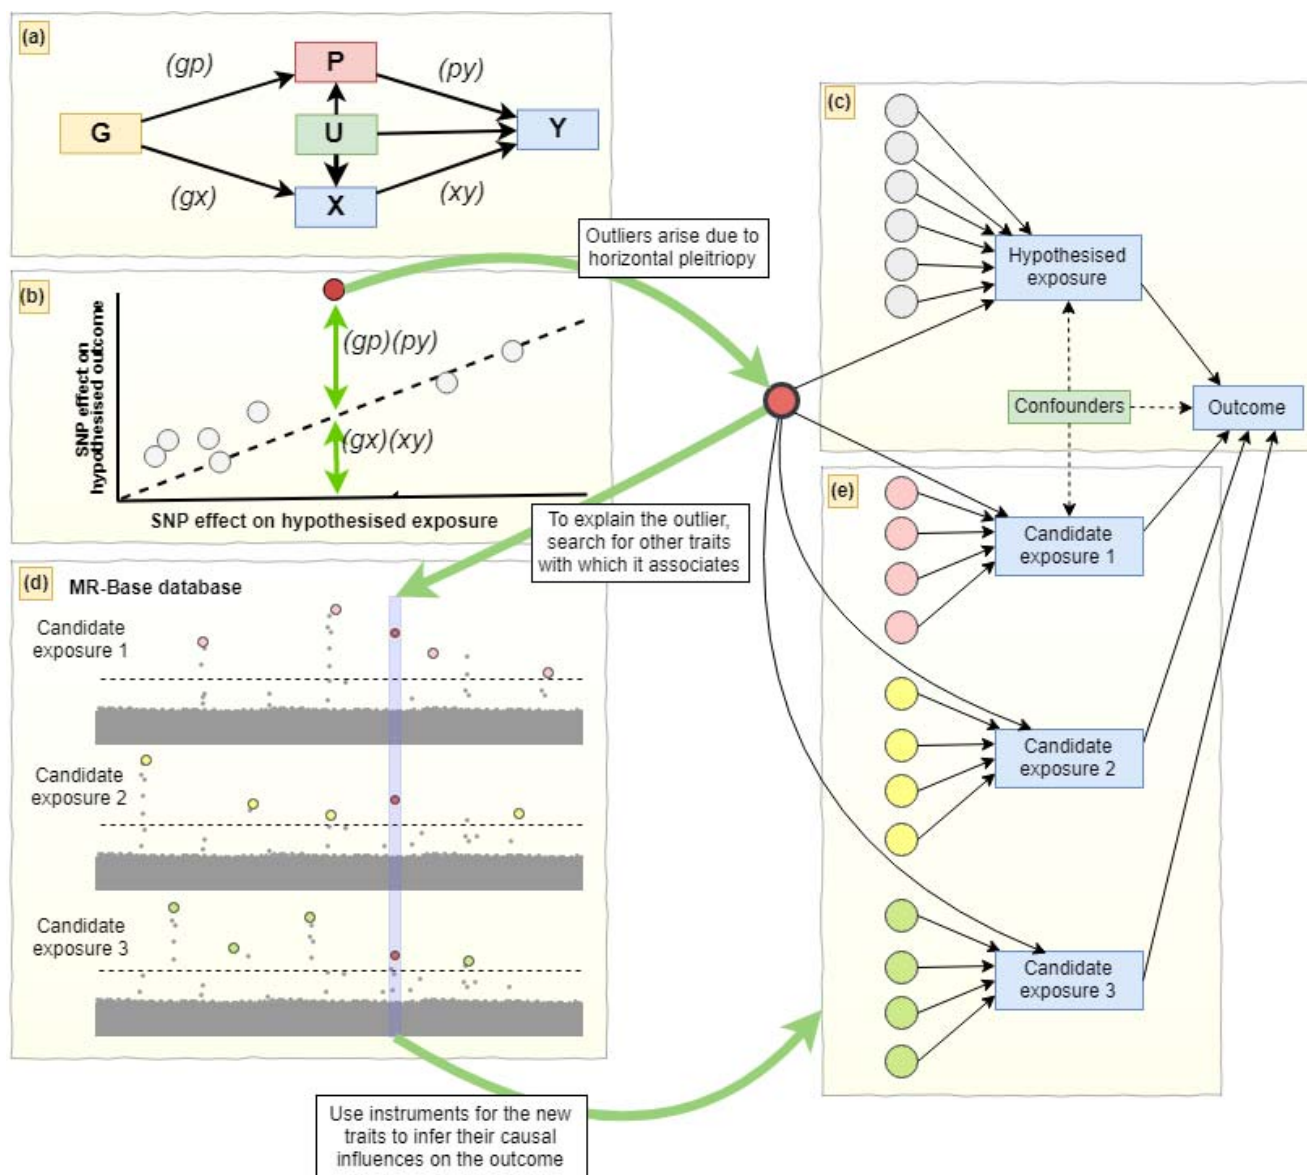 (a)
(gp)
P
(py)
G
U
Y
(gx)
X
(xy)
Outliers arise due to
horizontal pleitriopy
(b)
SNP effect on
hypothesised outcome
(gp)(py)
(gx)(xy)
SNP effect on hypothesised exposure
(c)
Hypothesised
exposure
Confounders
Outcome
To explain the outlier,
search for other traits
with which it associates
(d)
MR-Base database
Candidate
exposure 1
Candidate
exposure 2
Candidate
exposure 3
(e)
Candidate
exposure 1
Candidate
exposure 2
Candidate
exposure 3
Use instruments for the new
traits to infer their causal
influences on the outcome